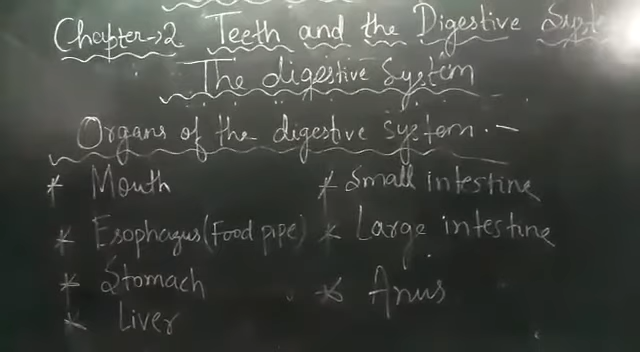 Chapter→2 Teeth and the Digestive Syste
The digestive System
Organs of the digestive system.-
* Mouth
* Esophagus (Food pipe)
* Stomach
* Liver
* Small intestine
* Large intestine
* Anus